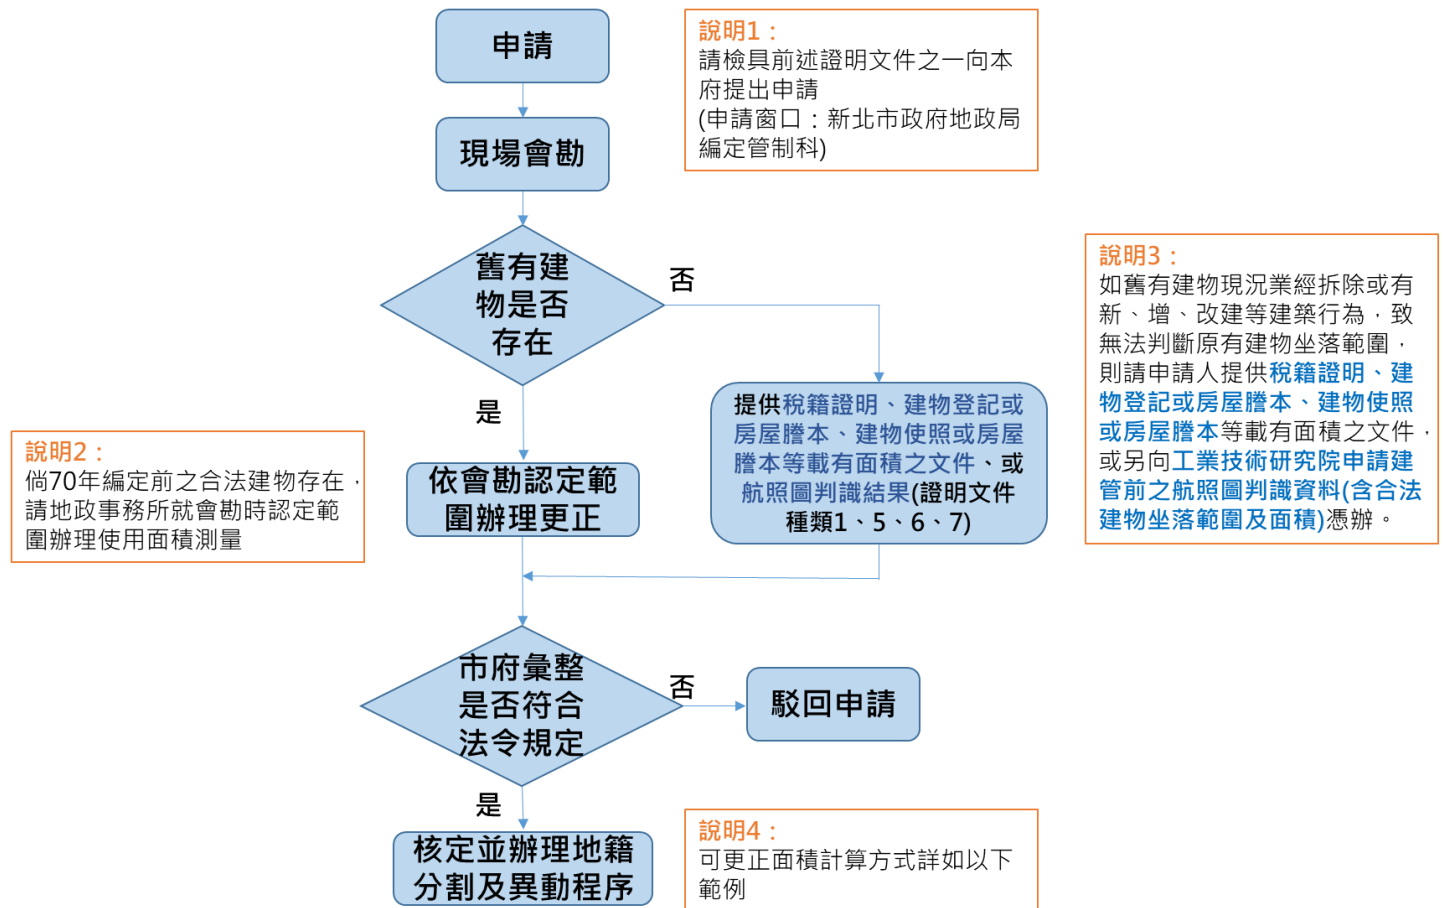 申請
說明1：
請檢具前述證明文件之一向本
府提出申請
(申請窗口：新北市政府地政局
編定管制科)
現場會勘
舊有建
物是否
存在
否
是
說明3：
如舊有建物現況業經拆除或有
新、增、改建等建築行為，致
無法判斷原有建物坐落範圍，
則請申請人提供稅籍證明、建
物登記或房屋謄本、建物使照
或房屋謄本等載有面積之文件，
或另向工業技術研究院申請建
管前之航照圖判識資料(含合法
建物坐落範圍及面積)憑辦。
提供稅籍證明、建物登記或
房屋謄本、建物使照或房屋
謄本等載有面積之文件、或
航照圖判識結果(證明文件
種類1、5、6、7)
說明2：
倘70年編定前之合法建物存在，
請地政事務所就會勘時認定範
圍辦理使用面積測量
依會勘認定範
圍辦理更正
市府彙整
是否符合
法令規定
否
駁回申請
是
核定並辦理地籍
分割及異動程序
說明4：
可更正面積計算方式詳如以下
範例